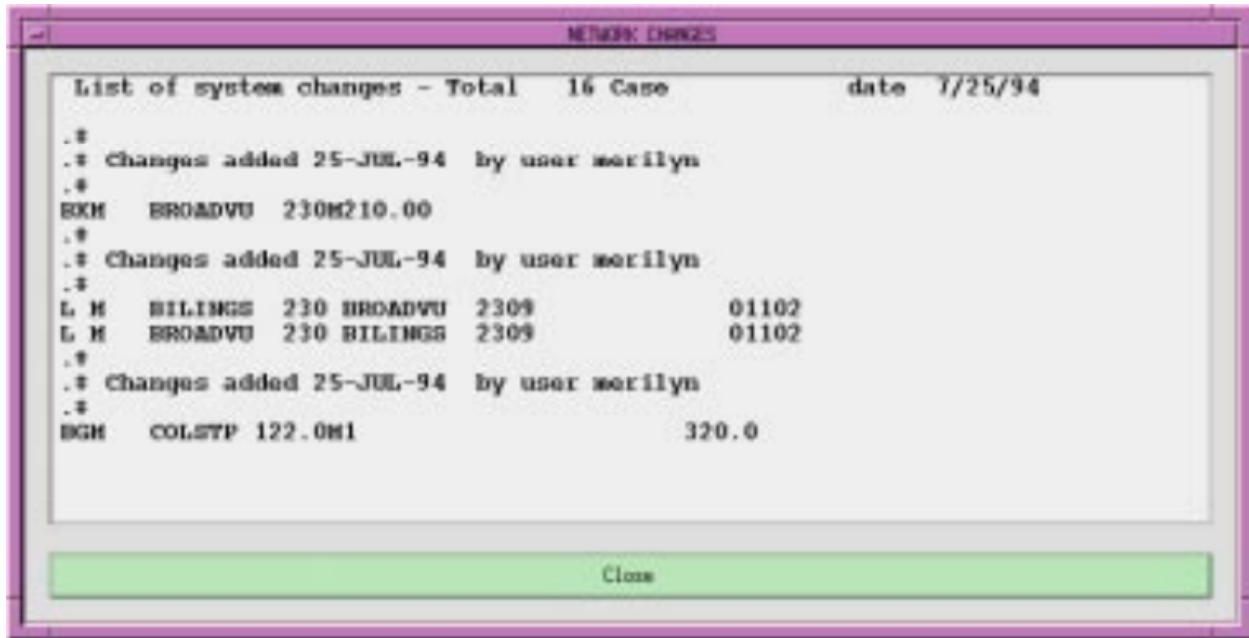 NETWORK CHANGES
List of system changes - Total 16 Case date 7/25/94
.#
.# Changes added 25-JUL-94 by user merilyn
.#
BXM BROADVU 230M210.00
.#
.# Changes added 25-JUL-94 by user merilyn
.#
L M BILINGS 230 BROADVU 2309 01102
L M BROADVU 230 BILINGS 2309 01102
.#
.# Changes added 25-JUL-94 by user merilyn
.#
BGM COLSTP 122.0M1 320.0
Close